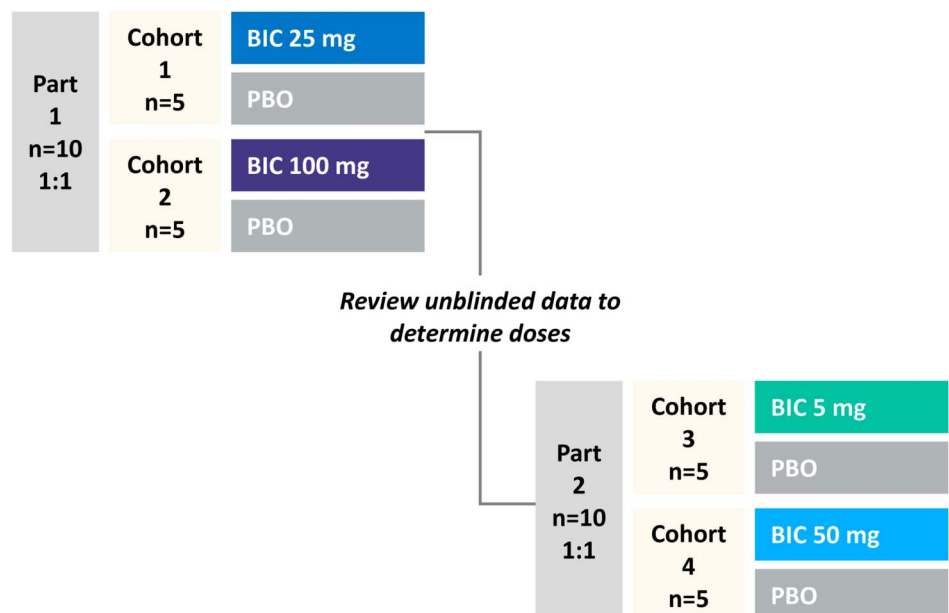 Part
1
n=10
1:1
Cohort
1
n=5
BIC 25 mg
PBO
Cohort
2
n=5
BIC 100 mg
PBO
Review unblinded data to
determine doses
Part
2
n=10
1:1
Cohort
3
n=5
BIC 5 mg
PBO
Cohort
4
n=5
BIC 50 mg
PBO